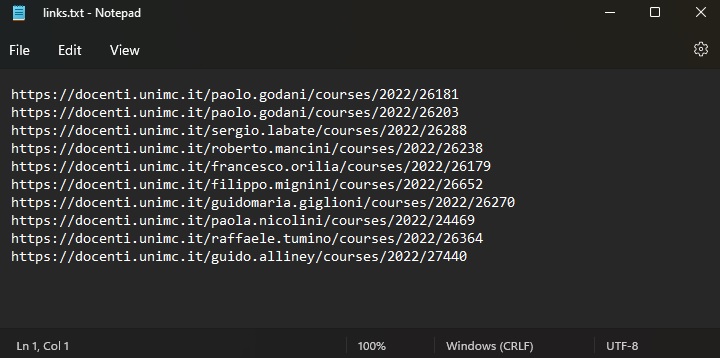 links.txt - Notepad
File Edit View
https://docenti.unimc.it/paolo.godani/courses/2022/26181
https://docenti.unimc.it/paolo.godani/courses/2022/26203
https://docenti.unimc.it/sergio.labate/courses/2022/26288
https://docenti.unimc.it/roberto.mancini/courses/2022/26238
https://docenti.unimc.it/francesco.orilia/courses/2022/26179
https://docenti.unimc.it/filippo.mignini/courses/2022/26652
https://docenti.unimc.it/guidomaria.giglioni/courses/2022/26270
https://docenti.unimc.it/paola.nicolini/courses/2022/24469
https://docenti.unimc.it/raffaele.tumino/courses/2022/26364
https://docenti.unimc.it/guido.alliney/courses/2022/27440
Ln 1, Col 1 100% Windows (CRLF) UTF-8